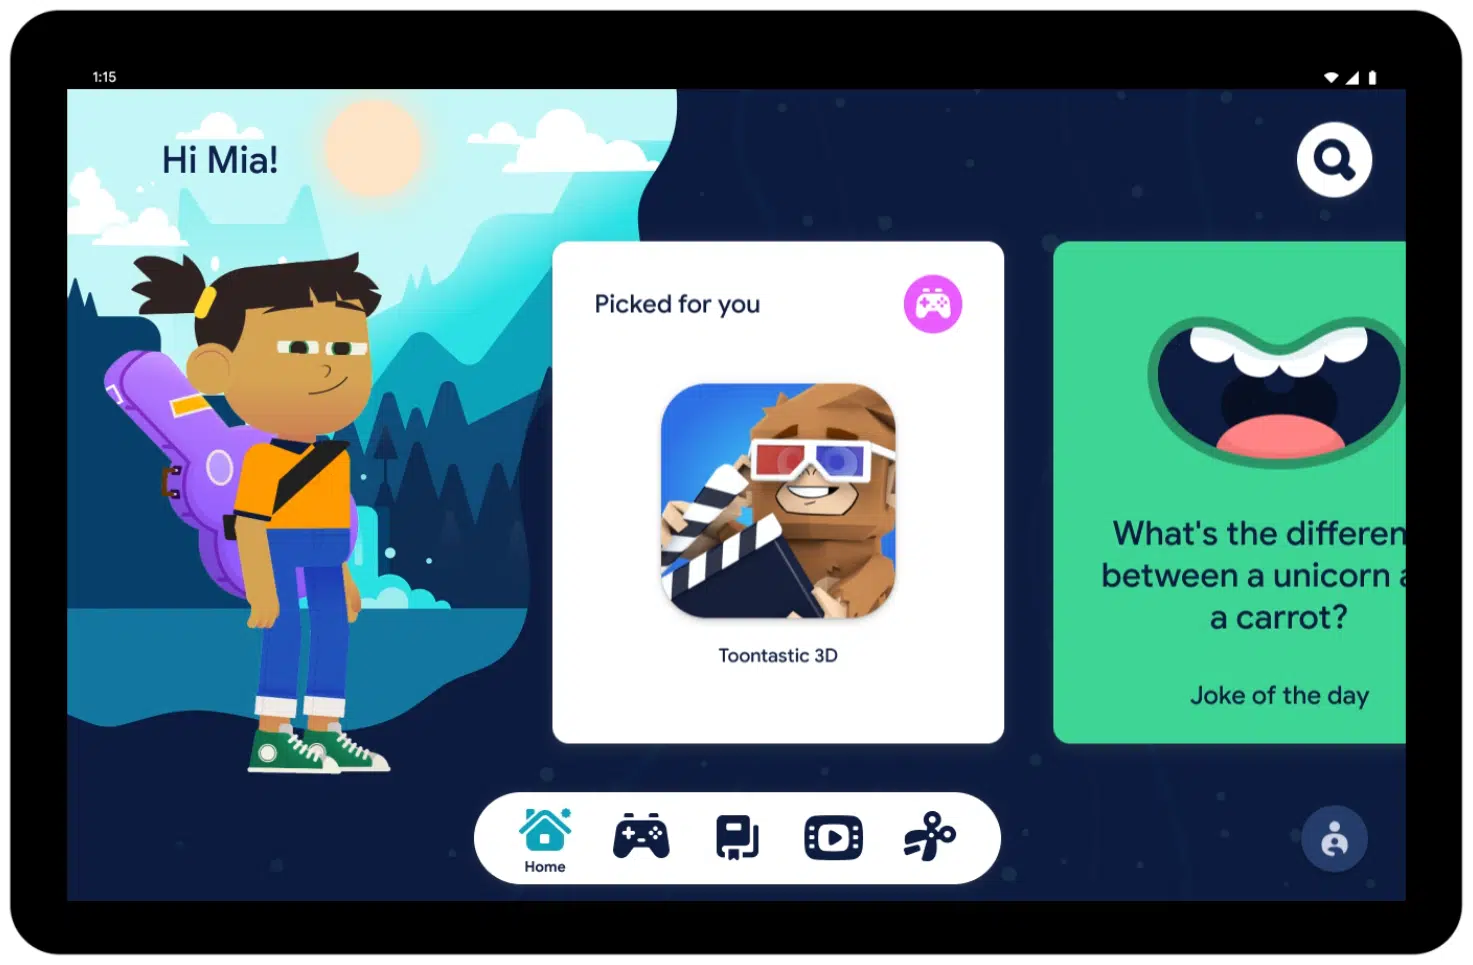 1:15
Hi Mia!
Picked for you
Toontastic 3D
What's the differen
between a unicorn a
a carrot?
Joke of the day
Home